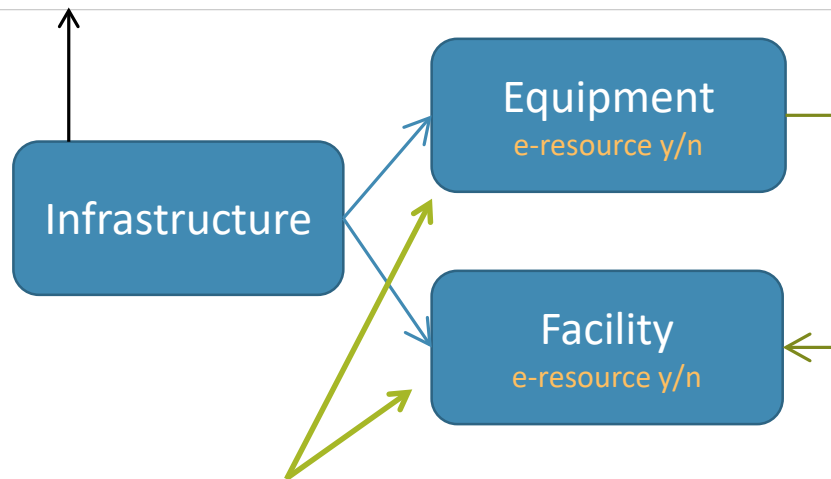 Equipment
e-resource y/n
Infrastructure
Facility
e-resource y/n